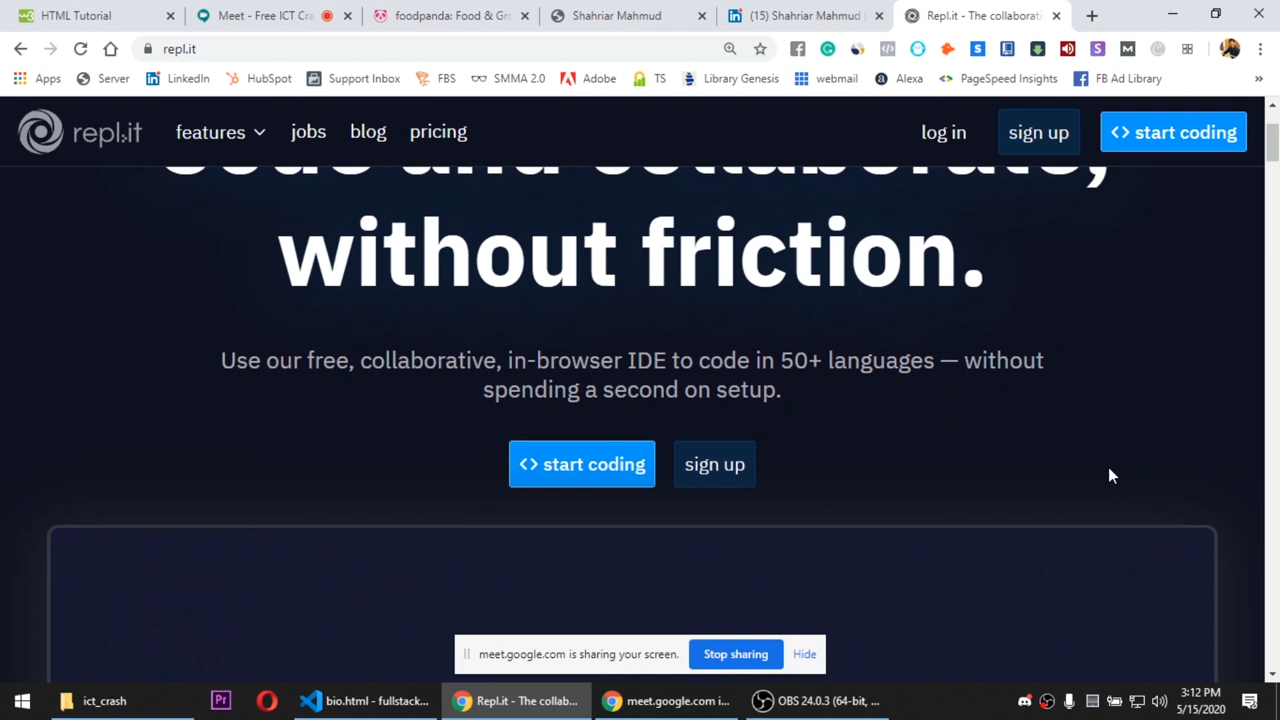 HTML Tutorial
Meet - Free ICT Cra
foodpanda: Food & Gro
Shahriar Mahmud
(15) Shahriar Mahmud |
Repl.it - The collaborati
repl.it
Apps
Server
LinkedIn
HubSpot
Support Inbox
FBS
SMMA 2.0
Adobe
TS
Library Genesis
webmail
Alexa
PageSpeed Insights
FB Ad Library
repl.it
features
jobs
blog
pricing
log in
sign up
<> start coding
Code and collaborate,
without friction.
Use our free, collaborative, in-browser IDE to code in 50+ languages — without
spending a second on setup.
<> start coding
sign up
meet.google.com is sharing your screen.
Stop sharing
Hide
ict_crash
Pr
bio.html - fullstack...
Repl.it - The collab...
meet.google.com i...
OBS 24.0.3 (64-bit, ...
3:12 PM
5/15/2020